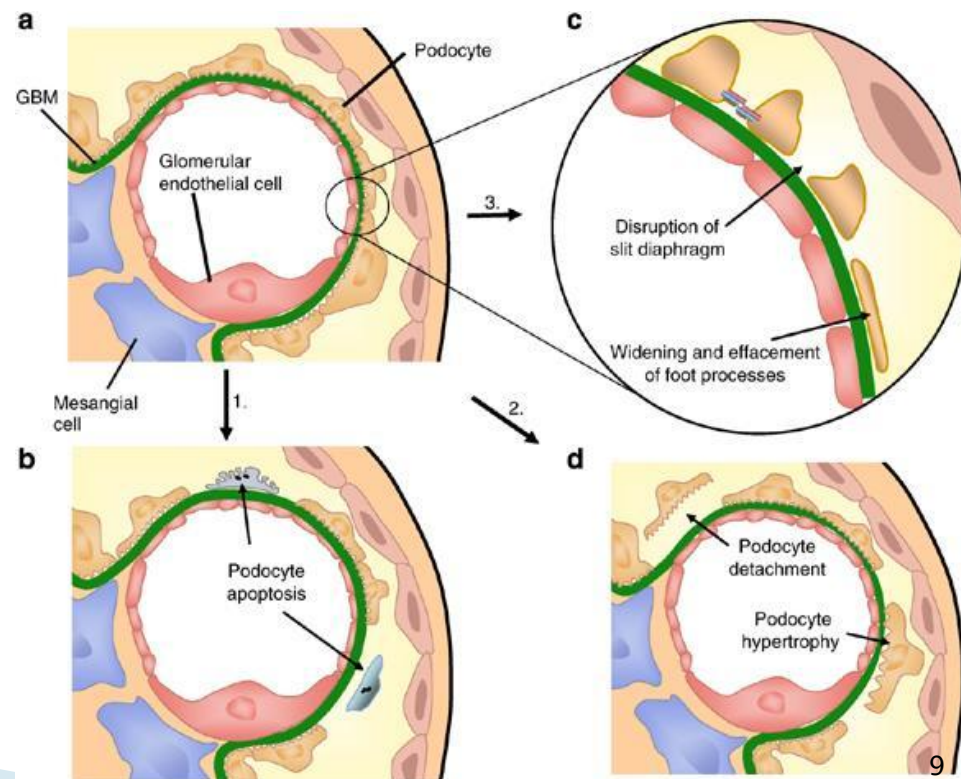 a
Podocyte
GBM
Glomerular
endothelial cell
Mesangial
cell
3.
c
Disruption of
slit diaphragm
Widening and effacement
of foot processes
1.
2.
b
Podocyte
apoptosis
d
Podocyte
detachment
Podocyte
hypertrophy
9